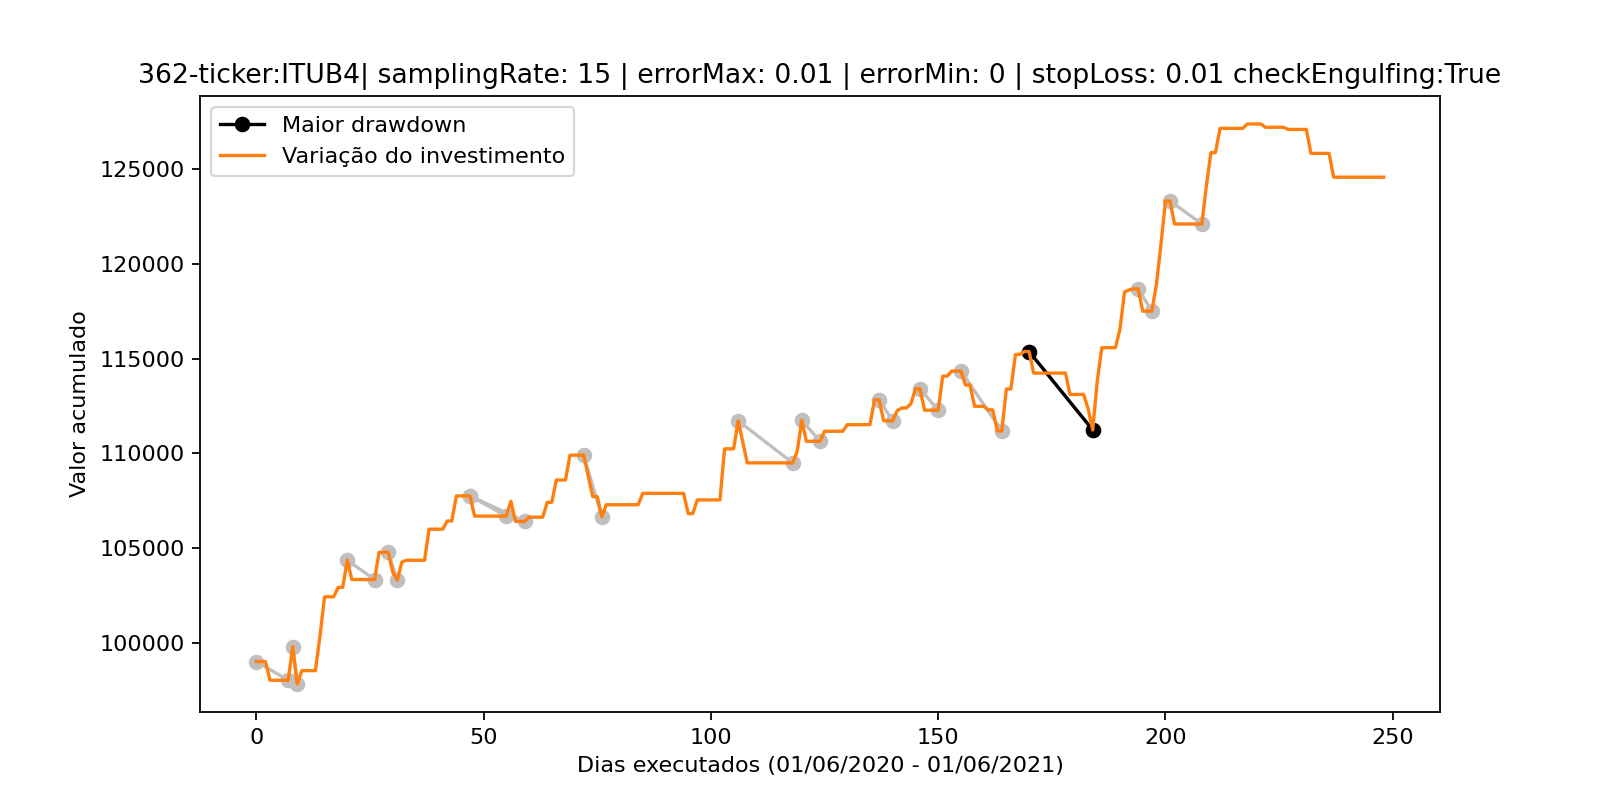 362-ticker:ITUB4| samplingRate: 15 | errorMax: 0.01 | errorMin: 0 | stopLoss: 0.01 checkEngulfing:True
Maior drawdown
Variação do investimento
Valor acumulado
125000
120000
115000
110000
105000
100000
0 50 100 150 200 250
Dias executados (01/06/2020 - 01/06/2021)